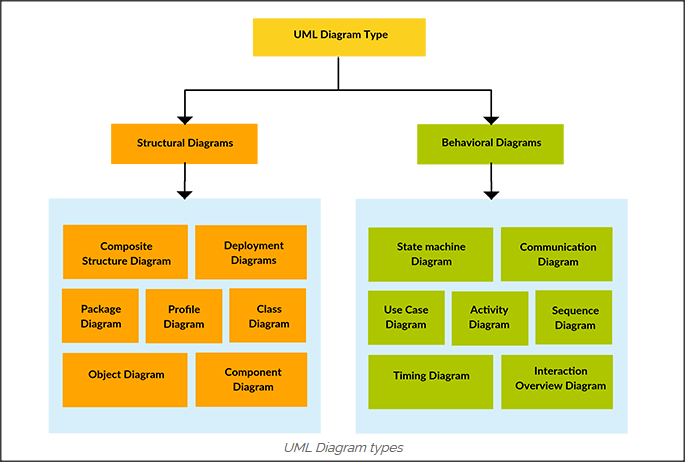 UML Diagram Type
Structural Diagrams
Behavioral Diagrams
Composite
Structure Diagram
Deployment
Diagrams
Package
Diagram
Profile
Diagram
Class
Diagram
Object Diagram
Component
Diagram
State machine
Diagram
Communication
Diagram
Use Case
Diagram
Activity
Diagram
Sequence
Diagram
Timing Diagram
Interaction
Overview Diagram
UML Diagram types